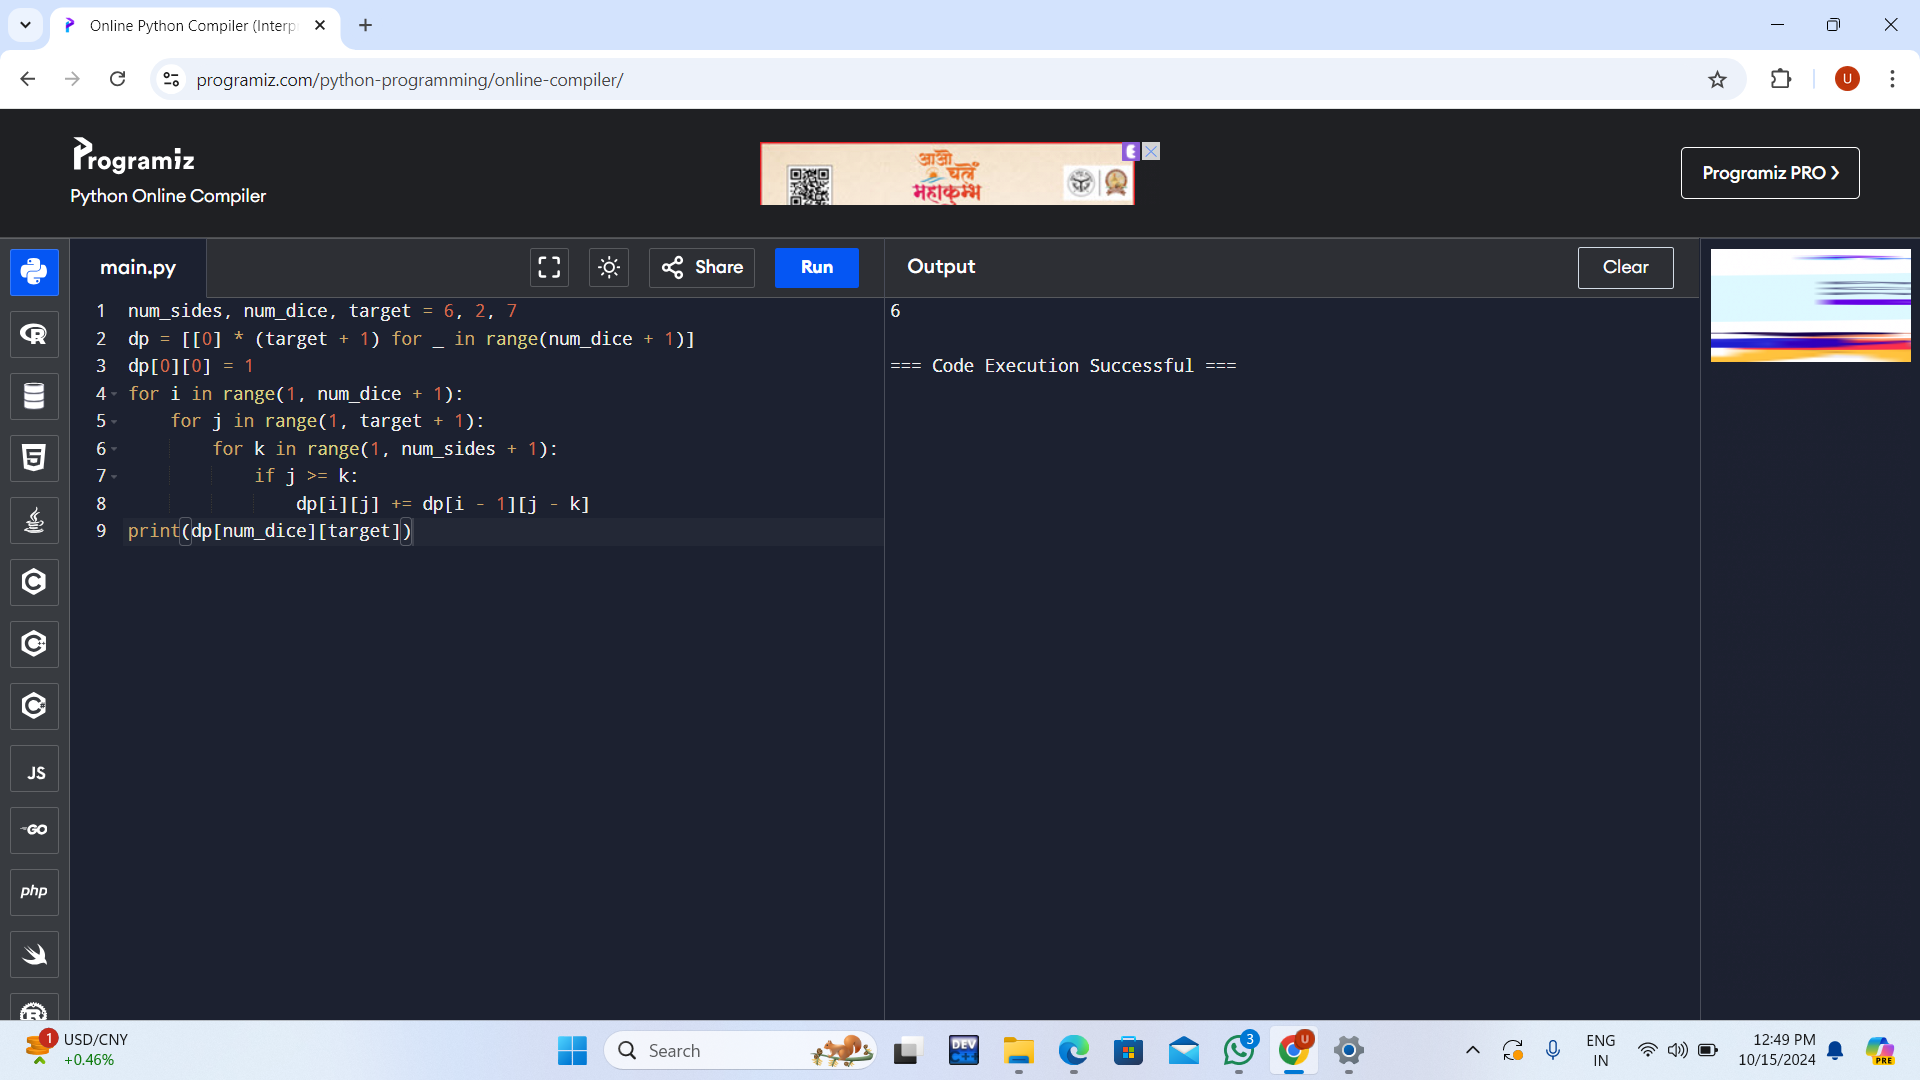 Online Python Compiler (Interp
programiz.com/python-programming/online-compiler/
U
Programiz
Python Online Compiler
आओ
चलें
महाकुम्भ
Programiz PRO ❯
main.py
Share
Run
Output
Clear
1 num_sides, num_dice, target = 6, 2, 7
2 dp = [[0] * (target + 1) for _ in range(num_dice + 1)]
3 dp[0][0] = 1
4 for i in range(1, num_dice + 1):
5     for j in range(1, target + 1):
6         for k in range(1, num_sides + 1):
7             if j >= k:
8                 dp[i][j] += dp[i - 1][j - k]
9 print(dp[num_dice][target])
6
=== Code Execution Successful ===
JS
GO
php
1
USD/CNY
+0.46%
Search
DEV
C++
3
U
ENG
IN
12:49 PM
10/15/2024
PRE